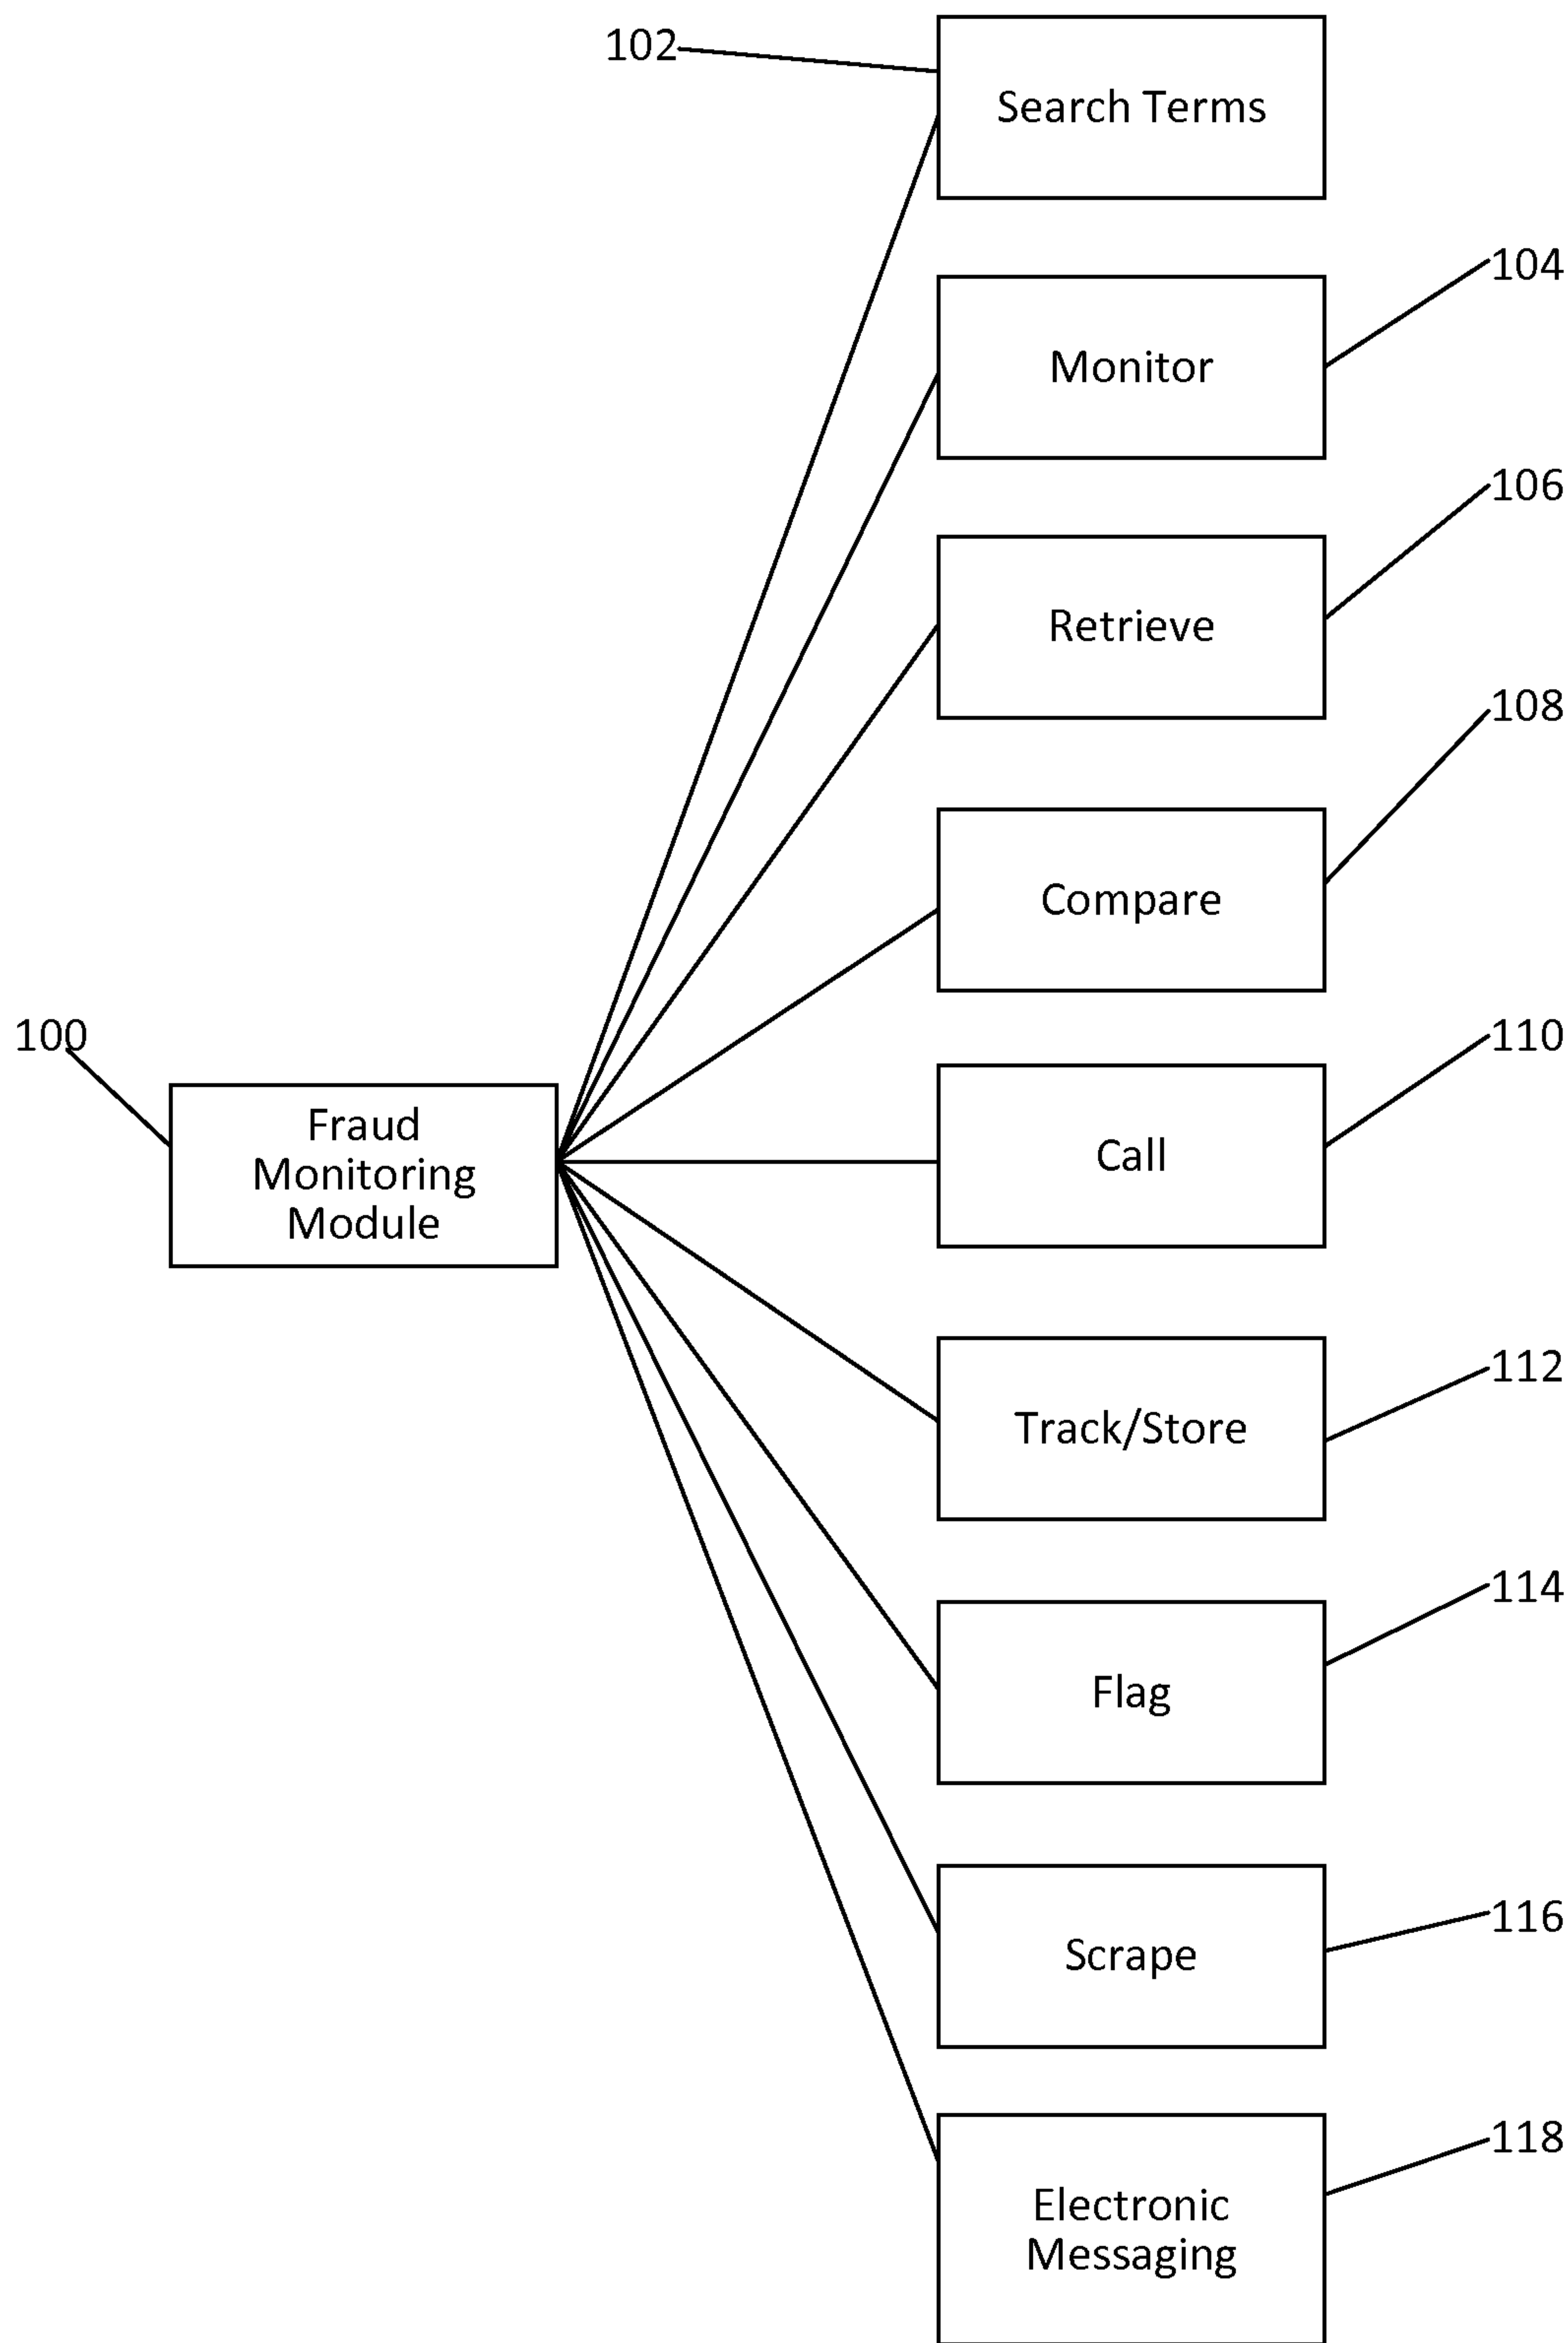 102
Search Terms
104
Monitor
106
Retrieve
108
Compare
100
Fraud
Monitoring
Module
110
Call
112
Track/Store
114
Flag
116
Scrape
118
Electronic
Messaging